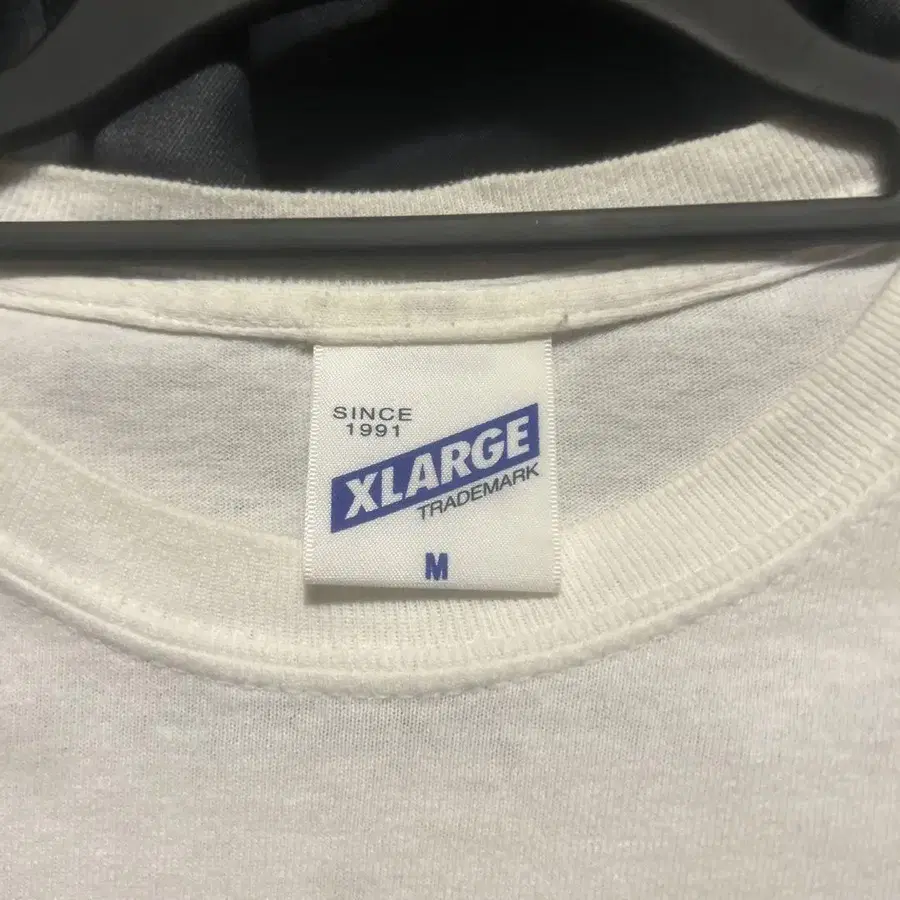 SINCE
1991
XLARGE
TRADEMARK
M